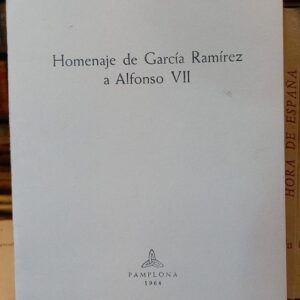 Homenaje de García Ramírez
a Alfonso VII
PAMPLONA
1964
HORA DE ESPAÑA